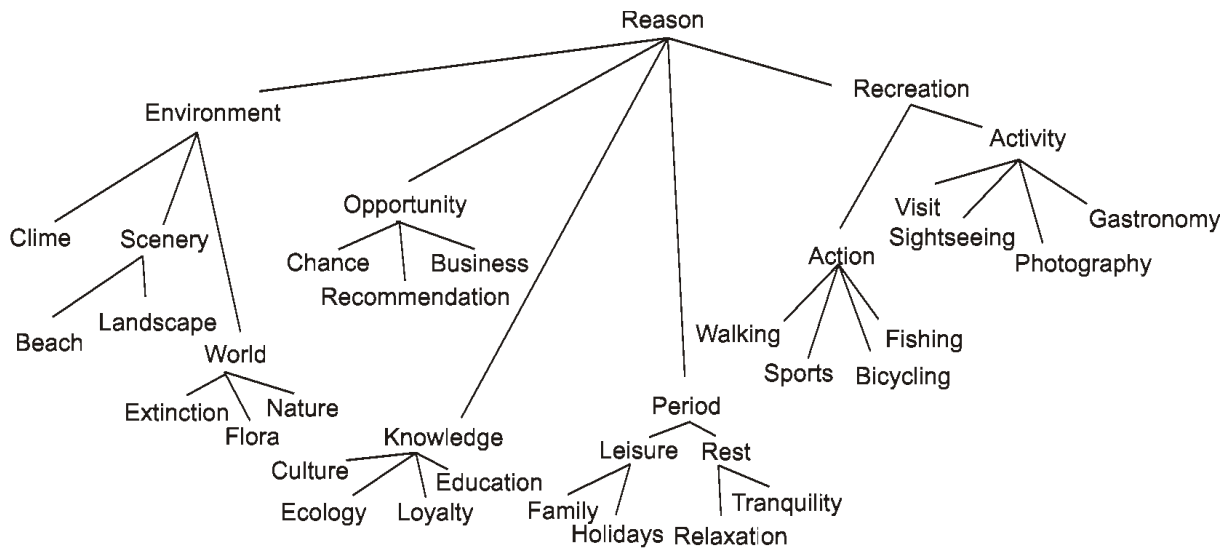 Reason
Environment
Recreation
Activity
Opportunity
Visit
Gastronomy
Clime
Scenery
Sightseeing
Chance
Business
Action
Photography
Recommendation
Beach
Landscape
Walking
Fishing
World
Sports
Bicycling
Extinction
Nature
Flora
Period
Knowledge
Leisure
Rest
Culture
Education
Ecology
Loyalty
Family
Tranquility
Holidays
Relaxation